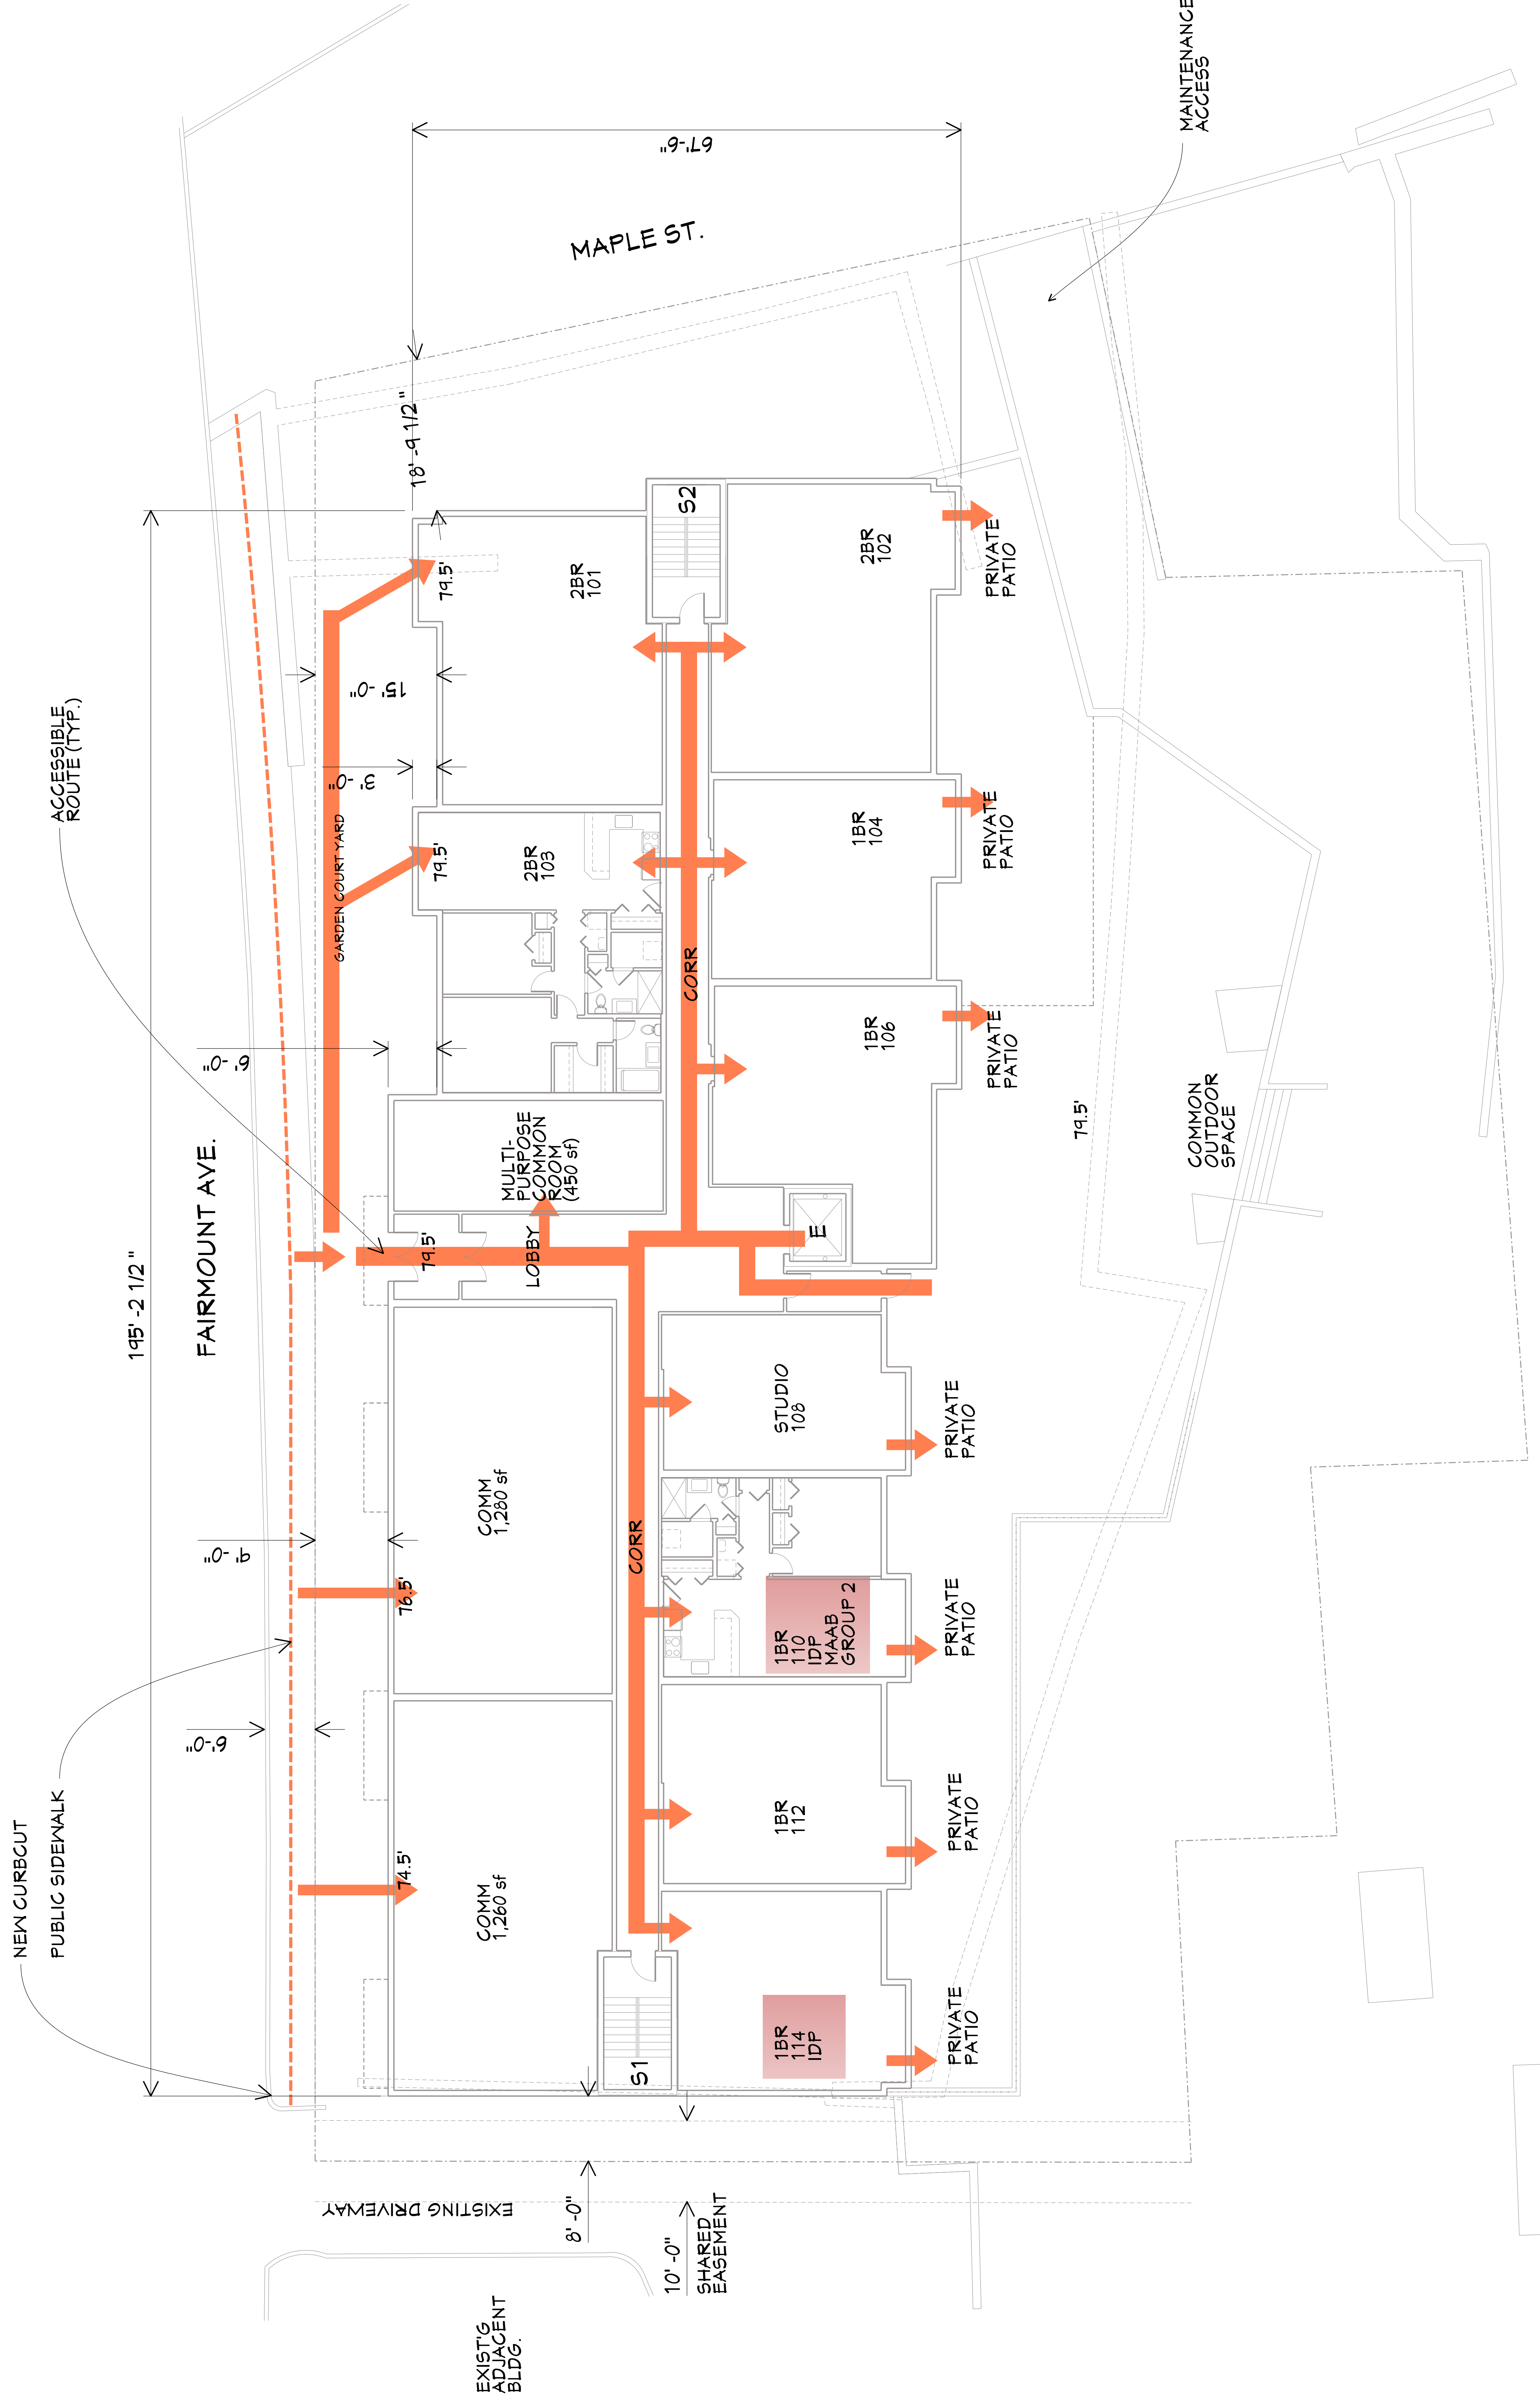 NEW CURBCUT
PUBLIC SIDEWALK
ACCESSIBLE
ROUTE (TYP.)
195' -2 1/2"
FAIRMOUNT AVE.
6'-0"
9' -0"
6' -0"
3' -0"
15' -0"
18' -9 1/2"
67'-6"
MAPLE ST.
MAINTENANCE
ACCESS
GARDEN COURT YARD
74.5'
76.5'
79.5'
79.5'
79.5'
COMM
1,260 sf
COMM
1,280 sf
LOBBY
MULTI-
PURPOSE
COMMON
ROOM
(450 sf)
2BR
103
2BR
101
S1
CORR
CORR
S2
E
1BR
114
IDP
1BR
112
1BR
110
IDP
MAAB
GROUP 2
STUDIO
108
1BR
106
1BR
104
2BR
102
PRIVATE
PATIO
PRIVATE
PATIO
PRIVATE
PATIO
PRIVATE
PATIO
PRIVATE
PATIO
PRIVATE
PATIO
PRIVATE
PATIO
79.5'
COMMON
OUTDOOR
SPACE
EXISTING DRIVEWAY
8' -0"
10' -0"
SHARED
EASEMENT
EXIST'G
ADJACENT
BLDG.